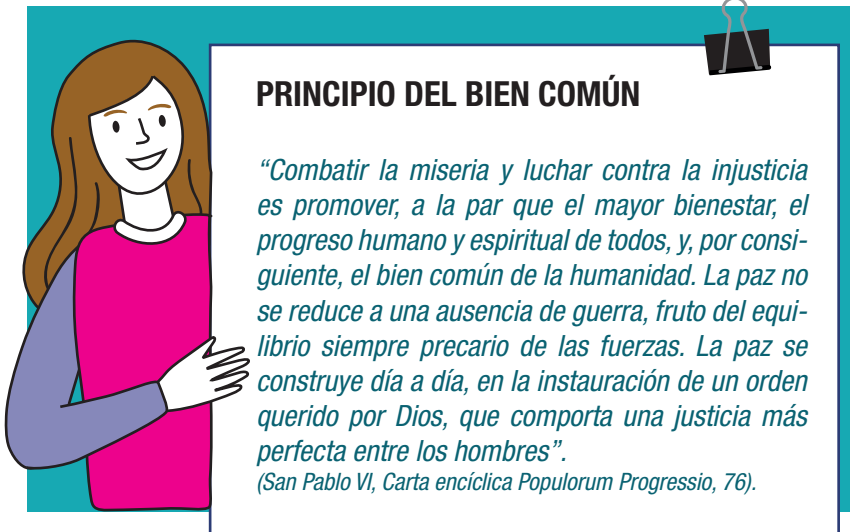 PRINCIPIO DEL BIEN COMÚN
“Combatir la miseria y luchar contra la injusticia
es promover, a la par que el mayor bienestar, el
progreso humano y espiritual de todos, y, por consi-
guiente, el bien común de la humanidad. La paz no
se reduce a una ausencia de guerra, fruto del equi-
librio siempre precario de las fuerzas. La paz se
construye día a día, en la instauración de un orden
querido por Dios, que comporta una justicia más
perfecta entre los hombres”.
(San Pablo VI, Carta encíclica Populorum Progressio, 76).